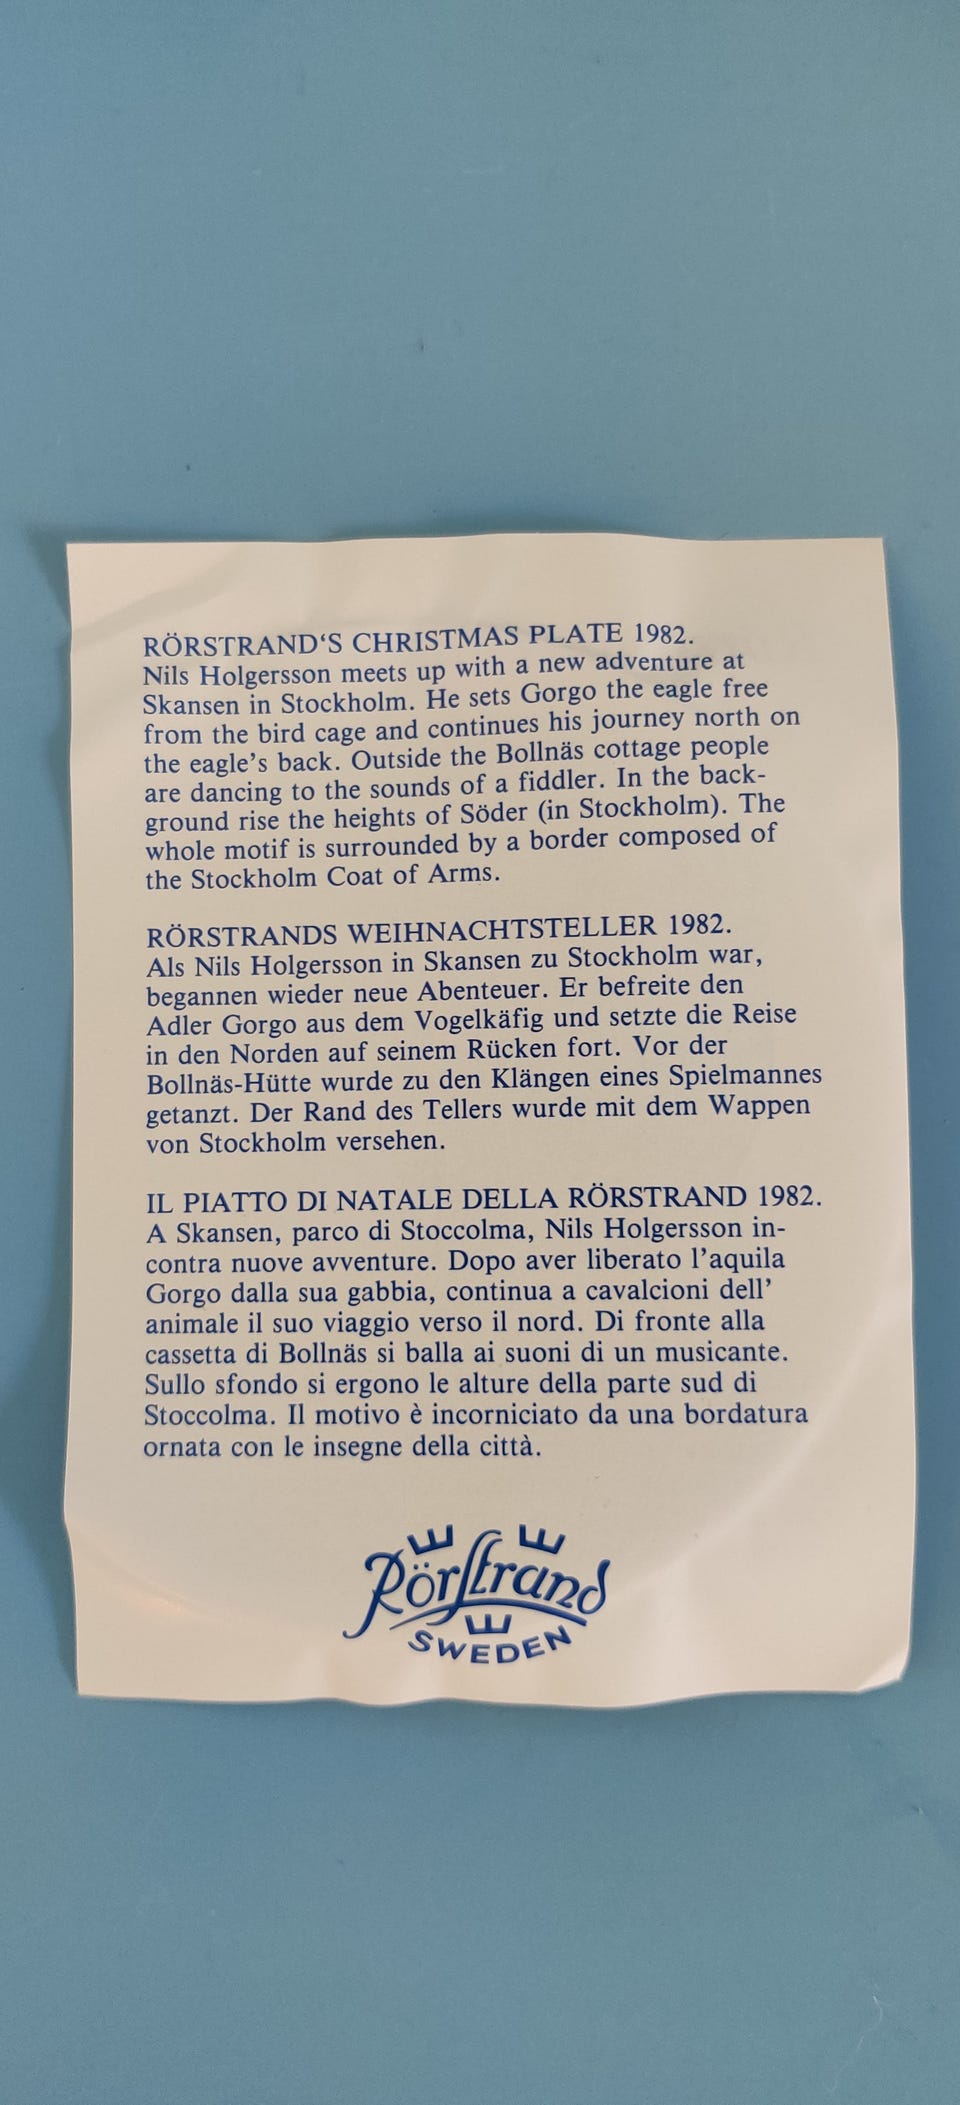 RÖRSTRAND‘S CHRISTMAS PLATE 1982.
Nils Holgersson meets up with a new adventure at
Skansen in Stockholm. He sets Gorgo the eagle free
from the bird cage and continues his journey north on
the eagle’s back. Outside the Bollnäs cottage people
are dancing to the sounds of a fiddler. In the back-
ground rise the heights of Söder (in Stockholm). The
whole motif is surrounded by a border composed of
the Stockholm Coat of Arms.
RÖRSTRANDS WEIHNACHTSTELLER 1982.
Als Nils Holgersson in Skansen zu Stockholm war,
begannen wieder neue Abenteuer. Er befreite den
Adler Gorgo aus dem Vogelkäfig und setzte die Reise
in den Norden auf seinem Rücken fort. Vor der
Bollnäs-Hütte wurde zu den Klängen eines Spielmannes
getanzt. Der Rand des Tellers wurde mit dem Wappen
von Stockholm versehen.
IL PIATTO DI NATALE DELLA RÖRSTRAND 1982.
A Skansen, parco di Stoccolma, Nils Holgersson in-
contra nuove avventure. Dopo aver liberato l’aquila
Gorgo dalla sua gabbia, continua a cavalcioni dell’
animale il suo viaggio verso il nord. Di fronte alla
cassetta di Bollnäs si balla ai suoni di un musicante.
Sullo sfondo si ergono le alture della parte sud di
Stoccolma. Il motivo è incorniciato da una bordatura
ornata con le insegne della città.
Rörstrand
SWEDEN